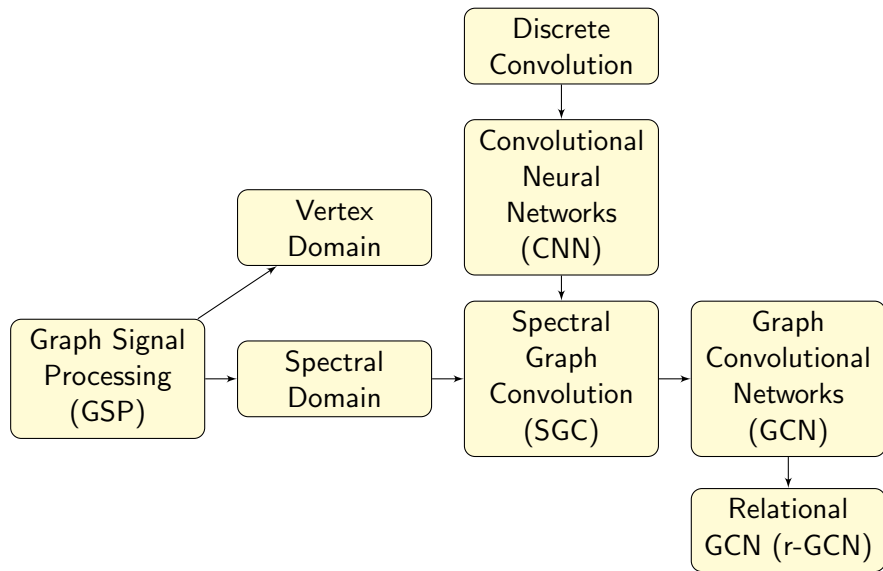 Discrete
Convolution
Convolutional
Neural
Networks
(CNN)
Vertex
Domain
Graph Signal
Processing
(GSP)
Spectral
Domain
Spectral
Graph
Convolution
(SGC)
Graph
Convolutional
Networks
(GCN)
Relational
GCN (r-GCN)